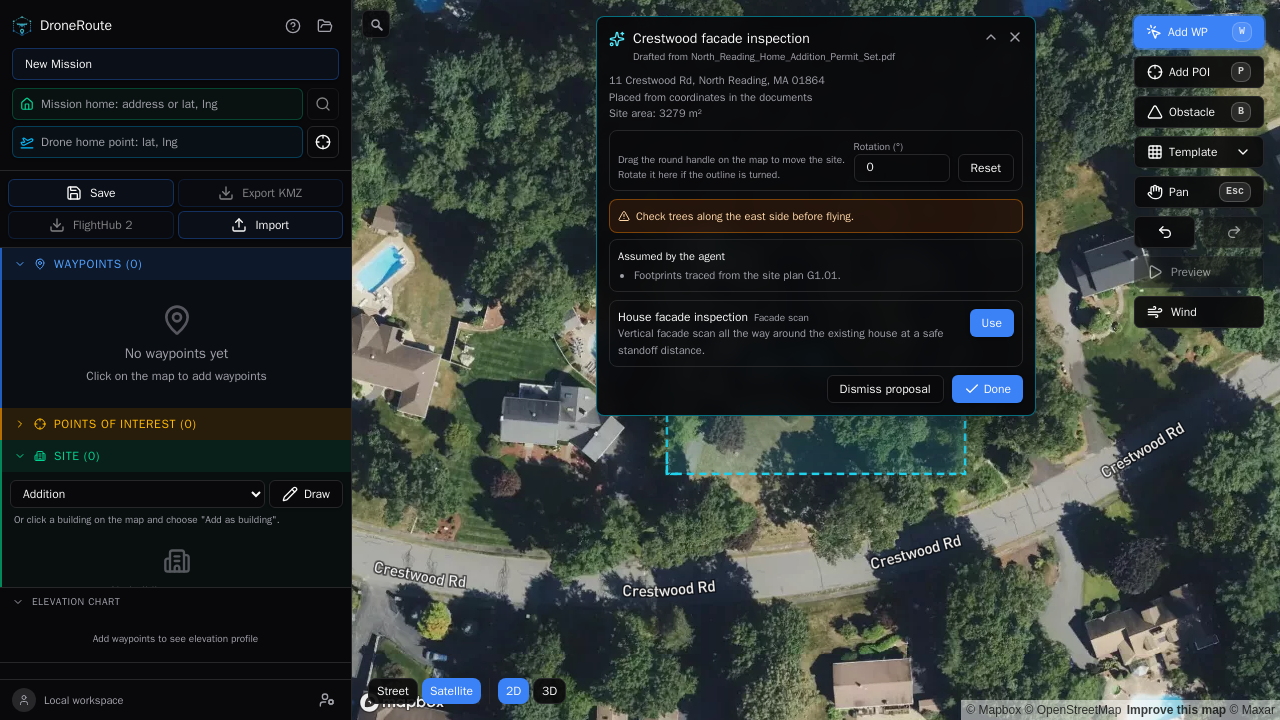 DroneRoute
New Mission
Mission home: address or lat, lng
Drone home point: lat, lng
Save
Export KMZ
FlightHub 2
Import
WAYPOINTS (0)
No waypoints yet
Click on the map to add waypoints
POINTS OF INTEREST (0)
SITE (0)
Addition
Draw
Or click a building on the map and choose "Add as building".
ELEVATION CHART
Add waypoints to see elevation profile
Local workspace
Crestwood facade inspection
Drafted from North_Reading_Home_Addition_Permit_Set.pdf
11 Crestwood Rd, North Reading, MA 01864
Placed from coordinates in the documents
Site area: 3279 m²
Drag the round handle on the map to move the site.
Rotate it here if the outline is turned.
Rotation (°)
0
Reset
Check trees along the east side before flying.
Assumed by the agent
Footprints traced from the site plan G1.01.
House facade inspection Facade scan
Vertical facade scan all the way around the existing house at a safe
standoff distance.
Use
Dismiss proposal
Done
Add WP W
Add POI P
Obstacle B
Template
Pan Esc
Preview
Wind
Crestwood Rd
Crestwood Rd
Crestwood Rd
Crestwood Rd
Street
Satellite
2D
3D
mapbox
© Mapbox © OpenStreetMap Improve this map © Maxar